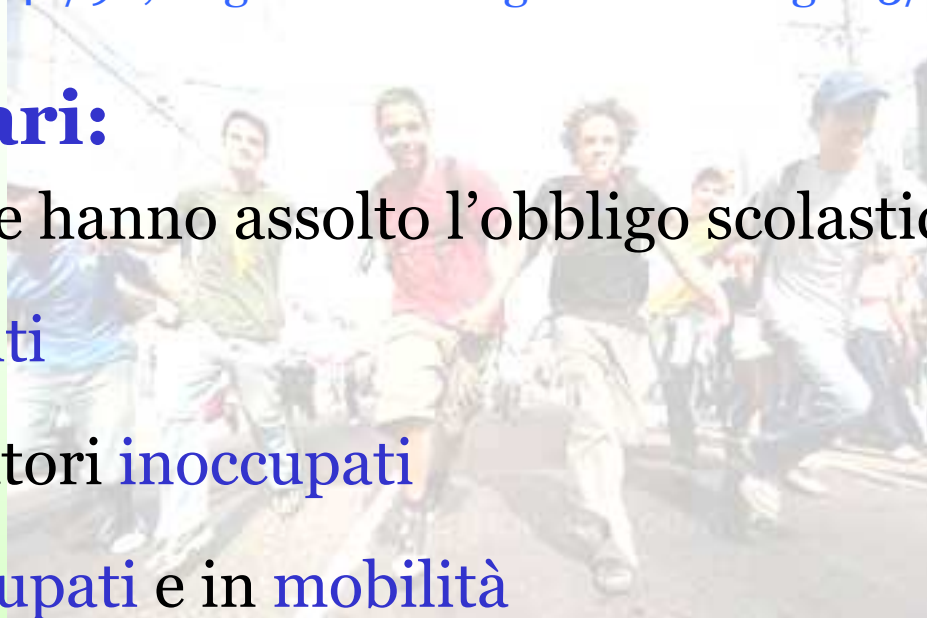 ari:
e hanno assolto l’obbligo scolastic
ti
tori inoccupati
upati e in mobilità